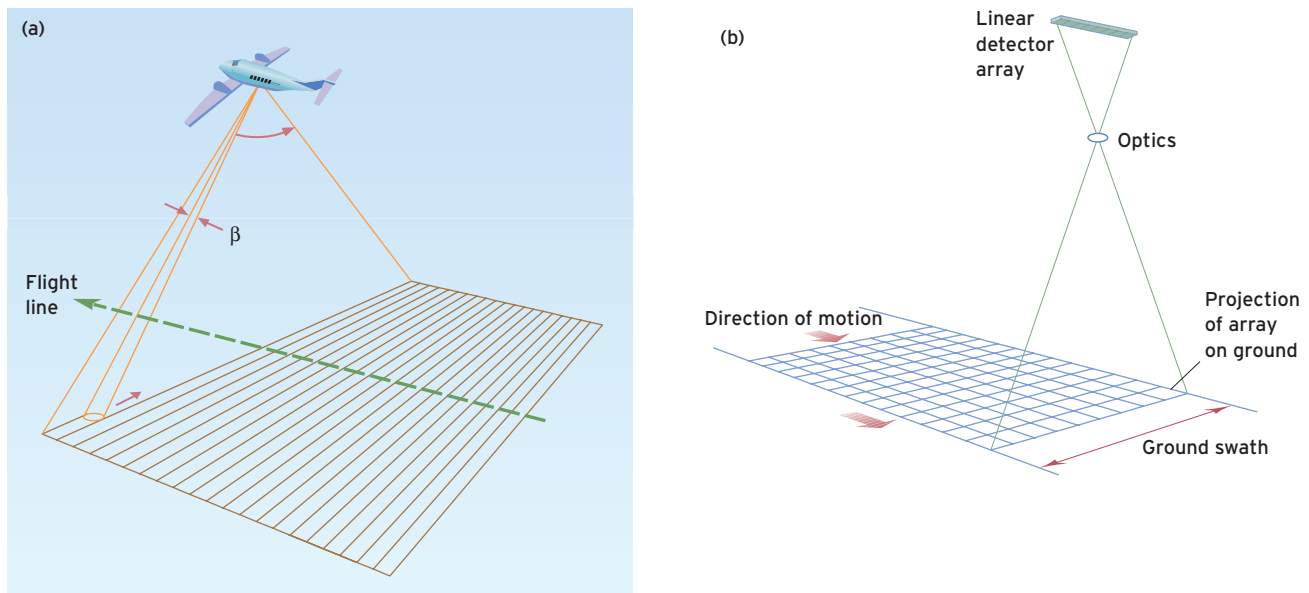 (a)
β
Flight
line
(b)
Linear
detector
array
Optics
Direction of motion
Projection
of array
on ground
Ground swath